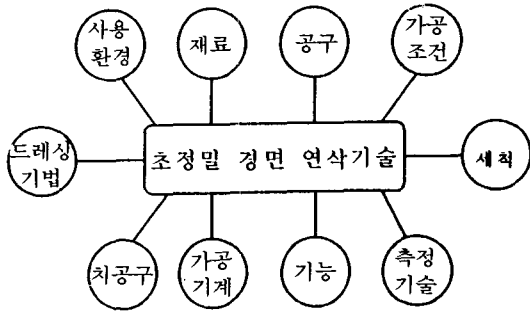 사용
환경
재료
공구
가공
조건
드레싱
기법
초정밀 경면 연삭기술
세척
치공구
가공
기계
기능
측정
기술